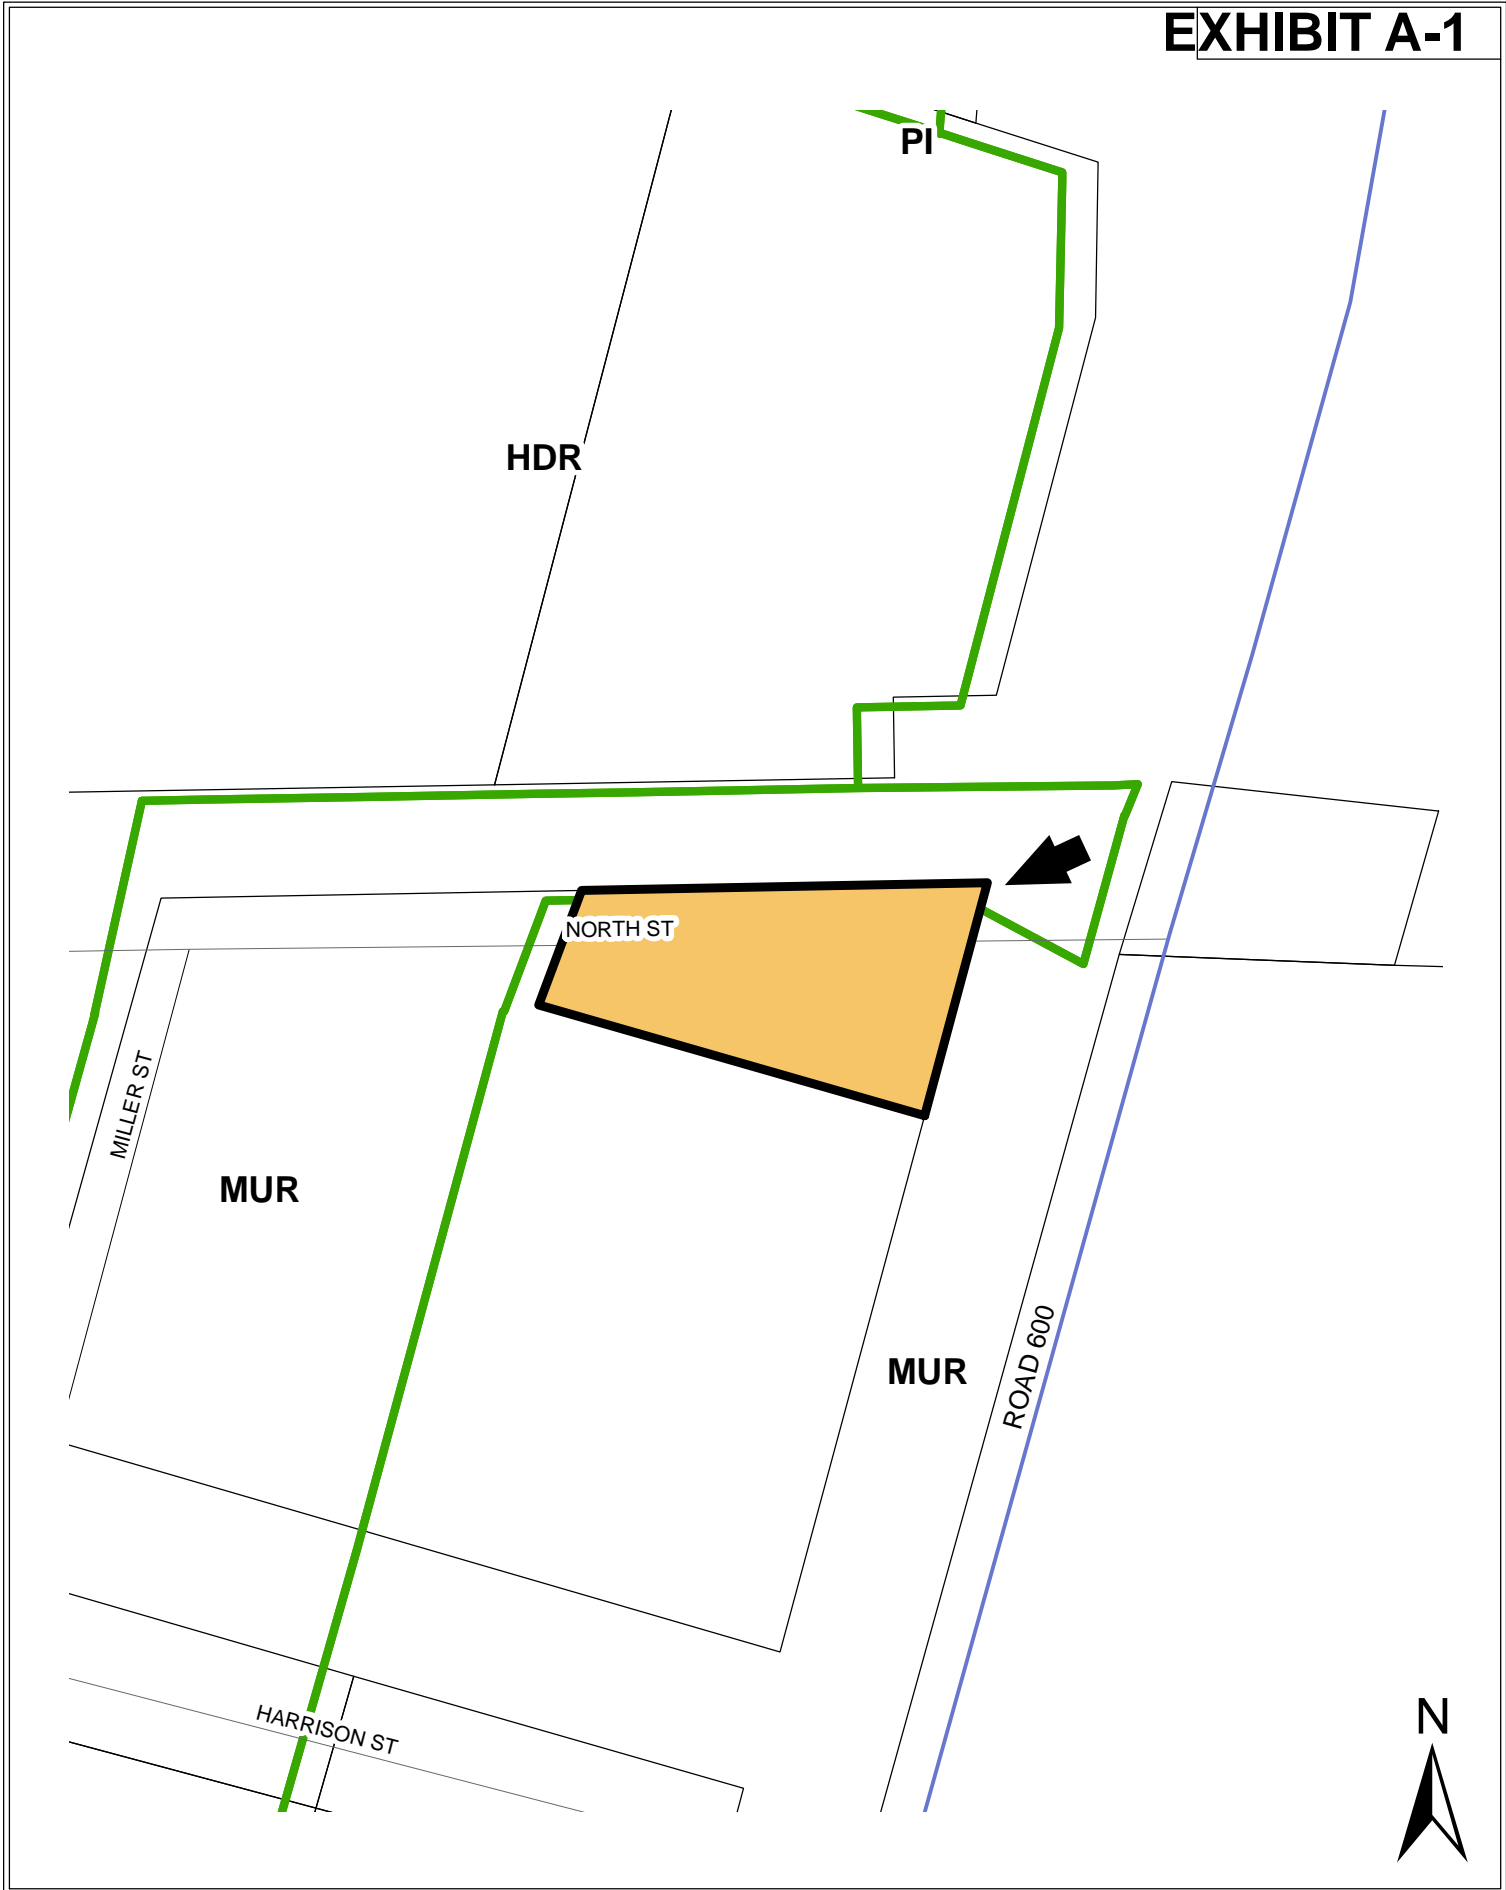 EXHIBIT A-1
PI
HDR
NORTH ST
MILLER ST
MUR
ROAD 600
MUR
HARRISON ST
N